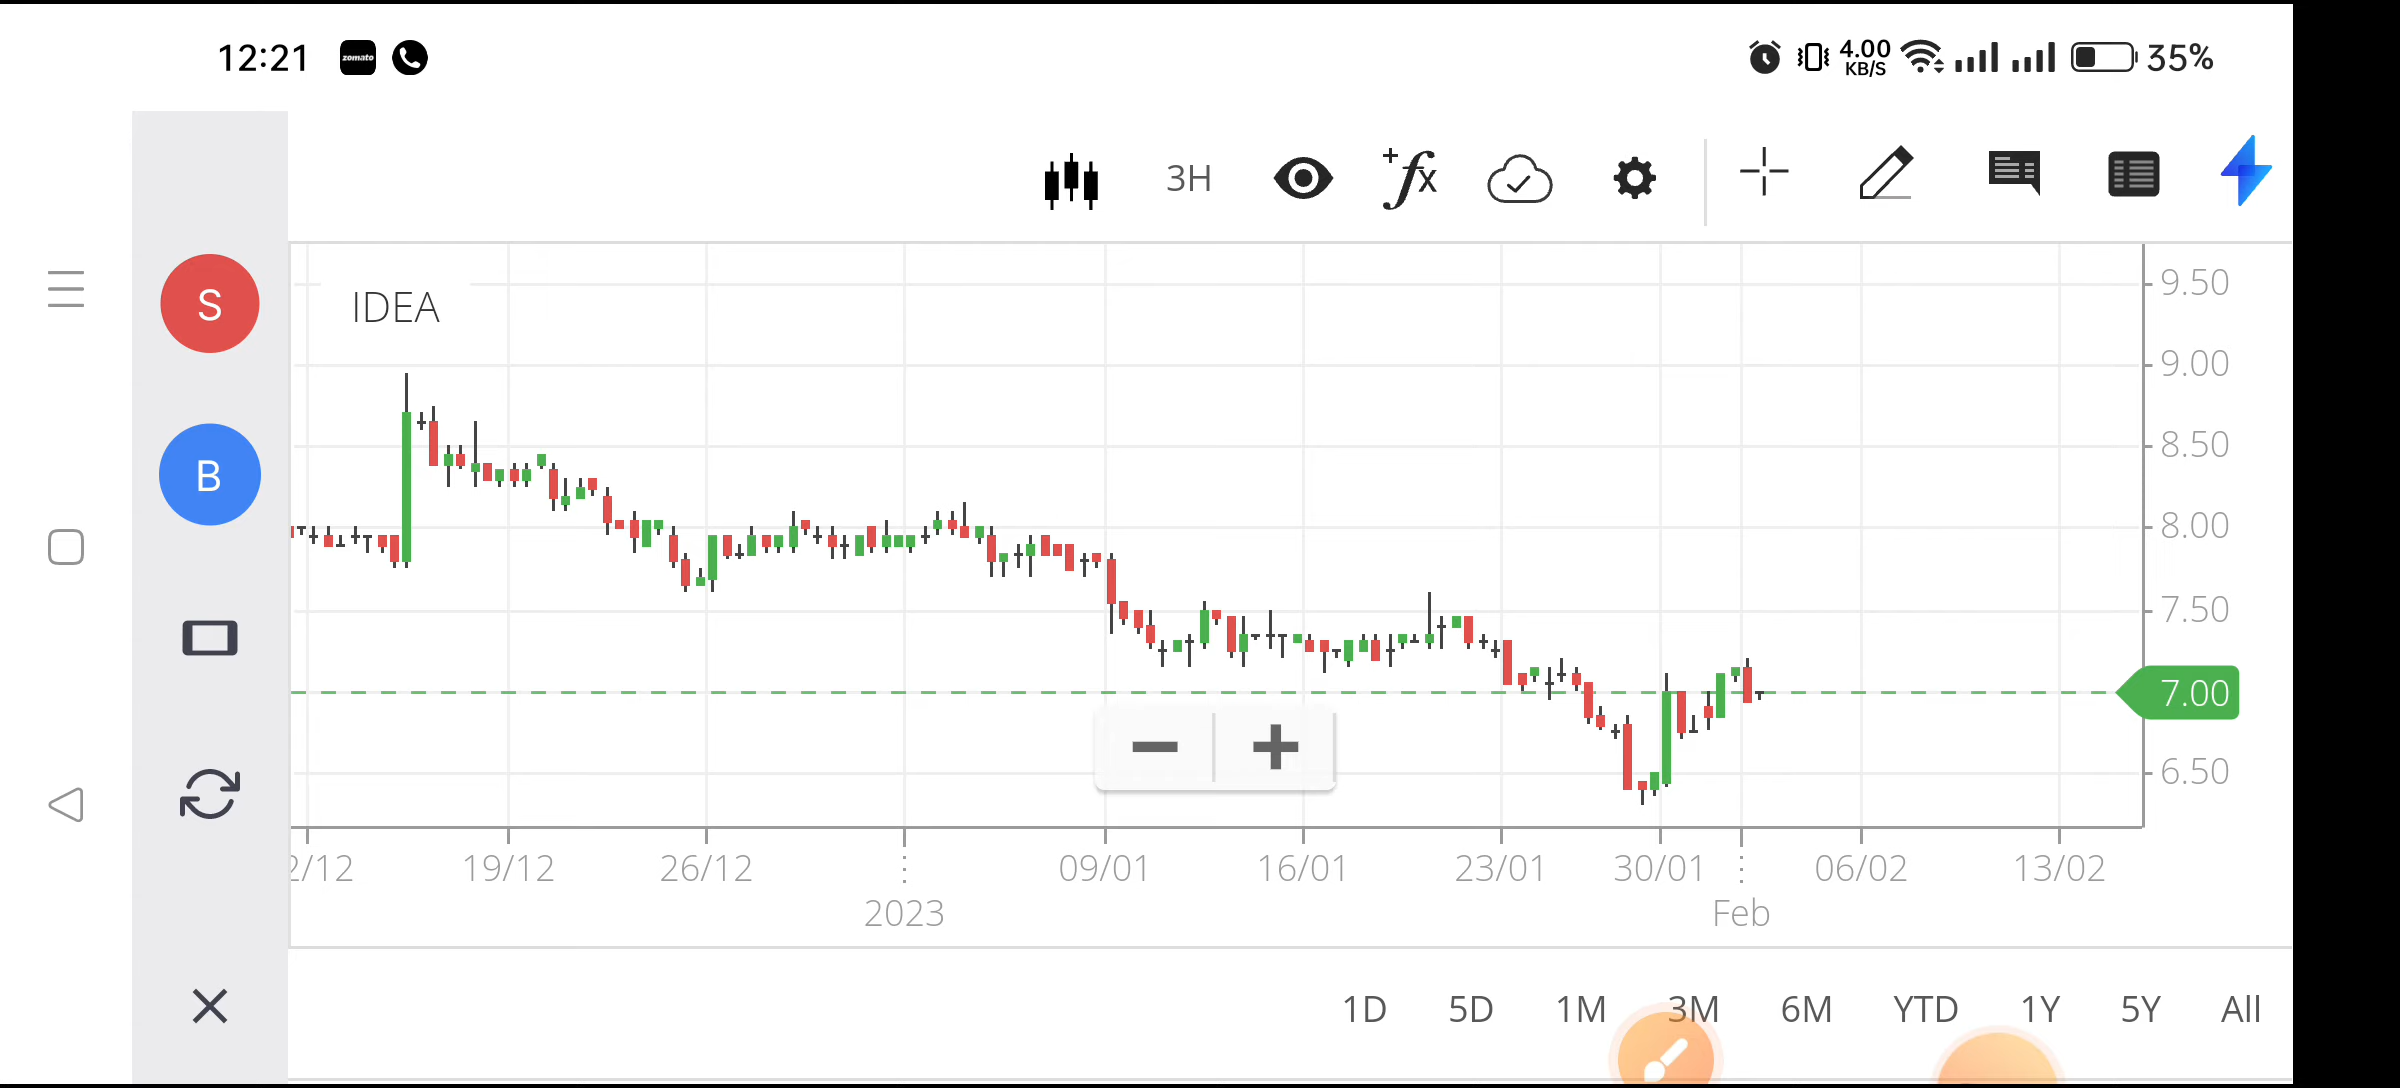 12:21 zomato 4.00 KB/S 35%
3H +fx
S
B
IDEA
9.50
9.00
8.50
8.00
7.50
7.00
6.50
2/12 19/12 26/12 09/01 16/01 23/01 30/01 06/02 13/02
2023 Feb
1D 5D 1M 3M 6M YTD 1Y 5Y All